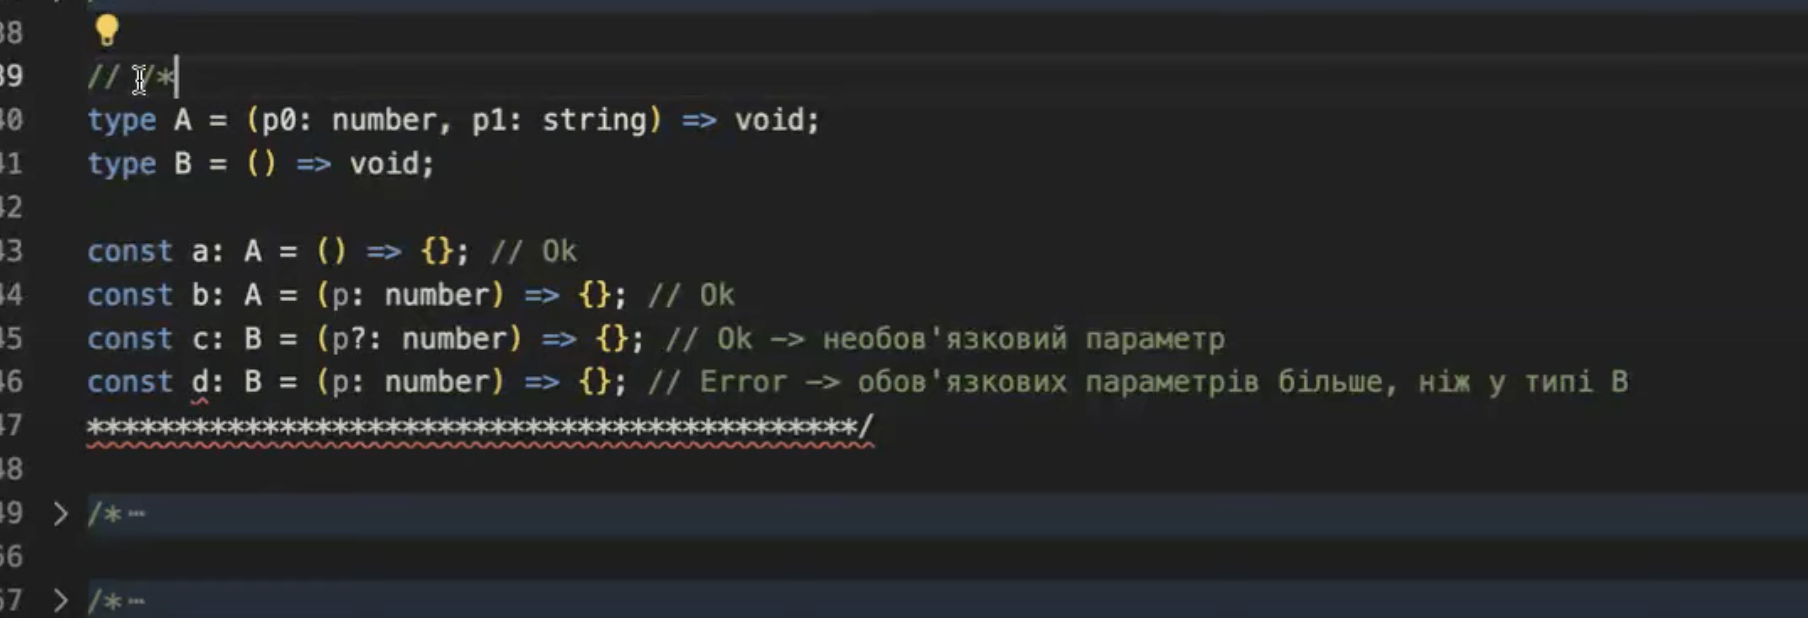 38
39 // /*
40 type A = (p0: number, p1: string) => void;
41 type B = () => void;
42
43 const a: A = () => {}; // Ok
44 const b: A = (p: number) => {}; // Ok
45 const c: B = (p?: number) => {}; // Ok –> необов'язковий параметр
46 const d: B = (p: number) => {}; // Error –> обов'язкових параметрів більше, ніж у типі B
47 ********************************************/
48
49 > /* ⋯
56
57 > /* ⋯